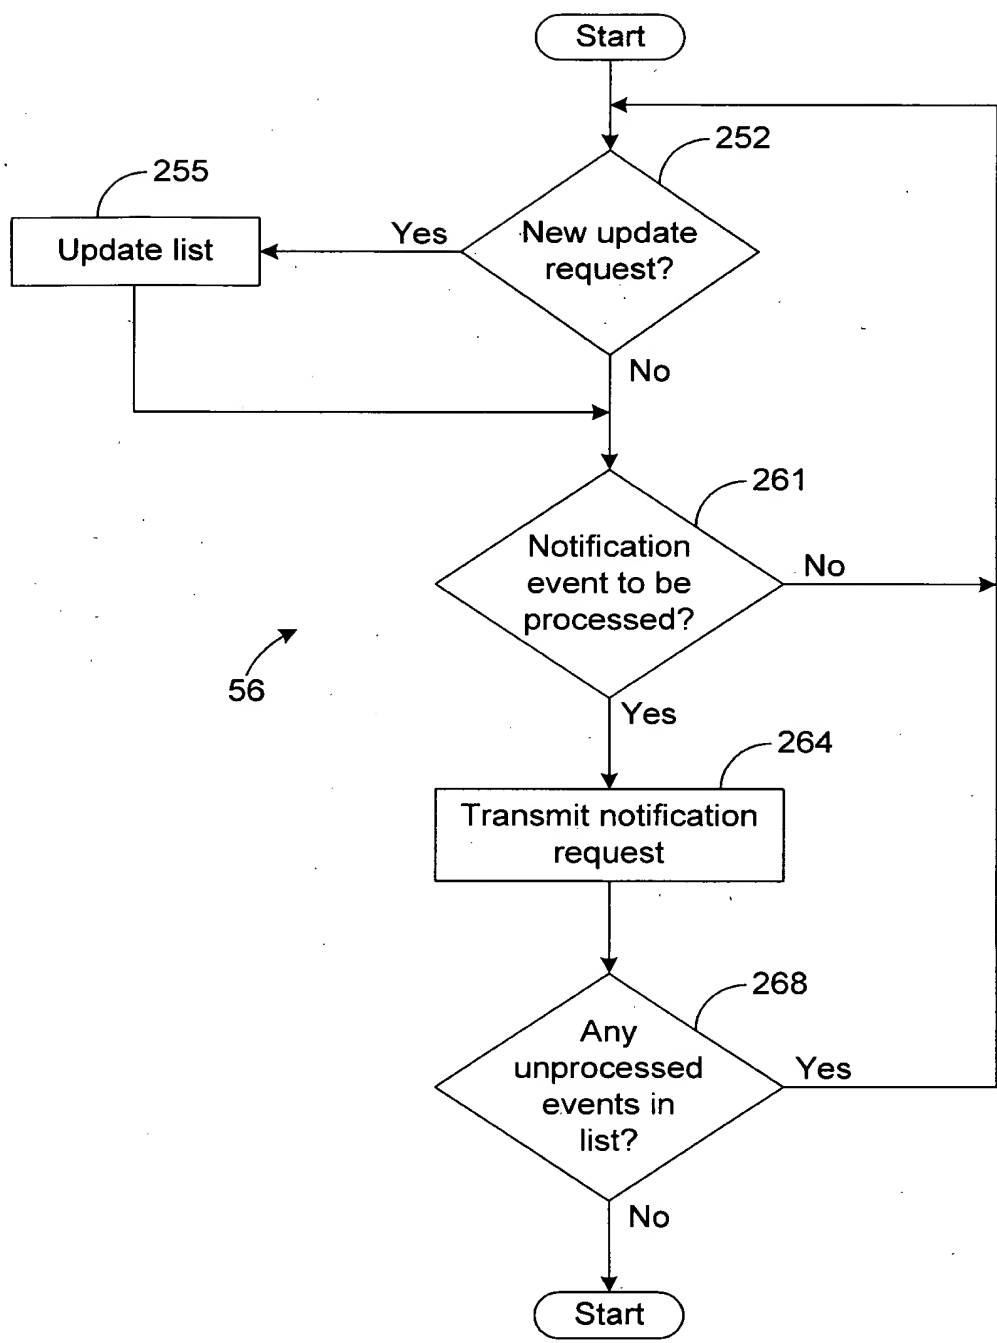 Start
252
255
New update
request?
Yes
Update list
No
261
Notification
event to be
processed?
No
56
Yes
264
Transmit notification
request
268
Any
unprocessed
events in
list?
Yes
No
Start